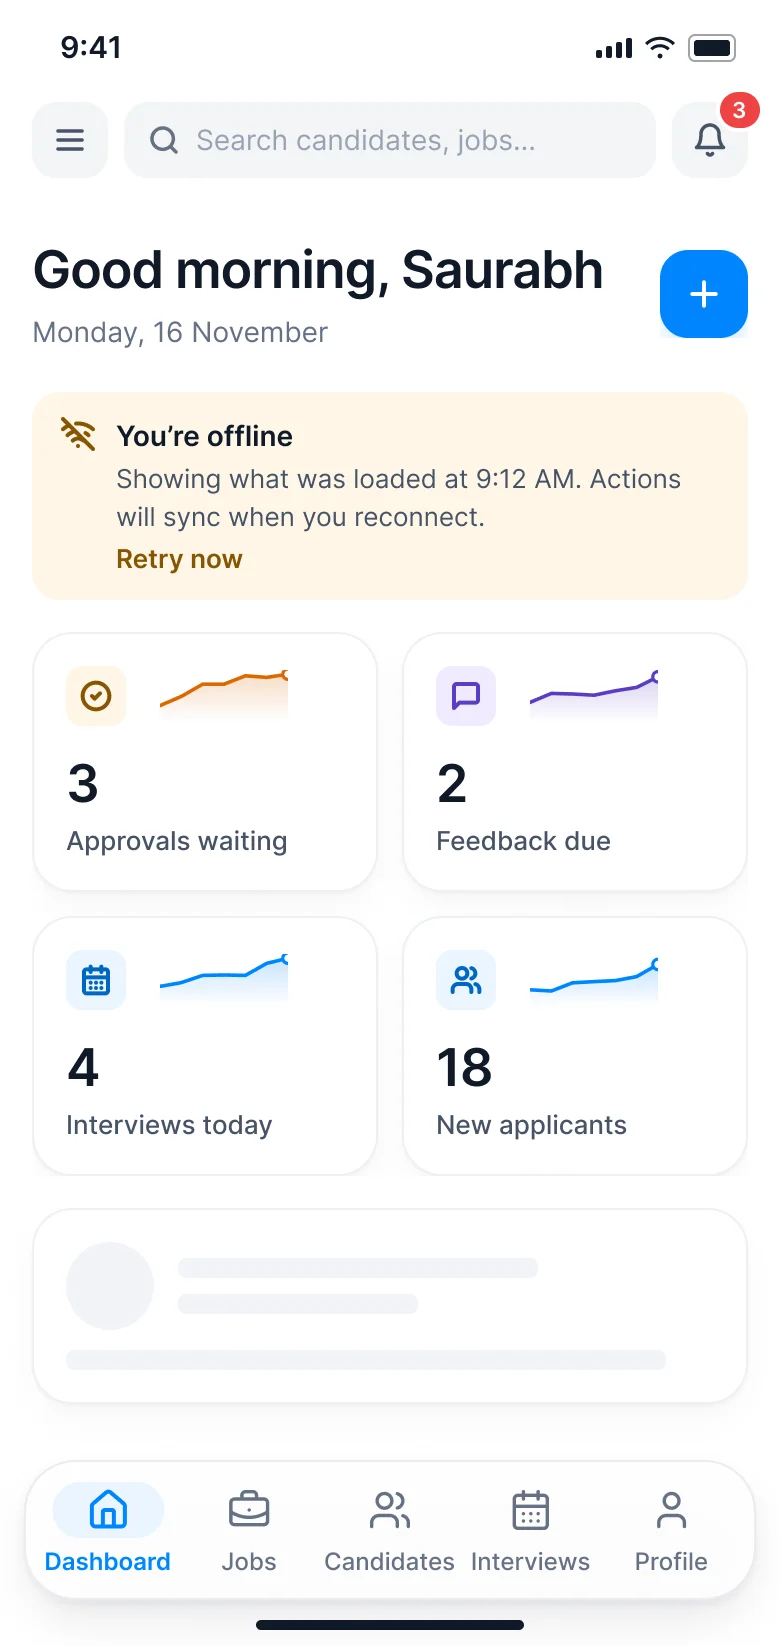 9:41
Search candidates, jobs...
3
Good morning, Saurabh
Monday, 16 November
You’re offline
Showing what was loaded at 9:12 AM. Actions
will sync when you reconnect.
Retry now
3
Approvals waiting
2
Feedback due
4
Interviews today
18
New applicants
Dashboard
Jobs
Candidates
Interviews
Profile